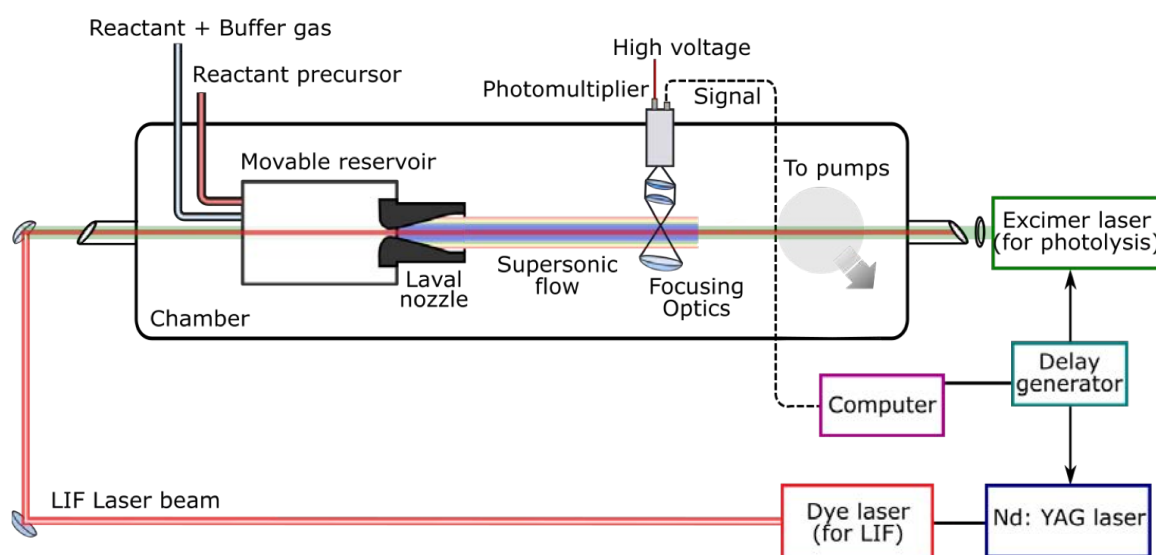 Reactant + Buffer gas
Reactant precursor
High voltage
Photomultiplier
Signal
Movable reservoir
To pumps
Excimer laser
(for photolysis)
Laval
nozzle
Supersonic
flow
Focusing
Optics
Chamber
Delay
generator
Computer
LIF Laser beam
Dye laser
(for LIF)
Nd: YAG laser